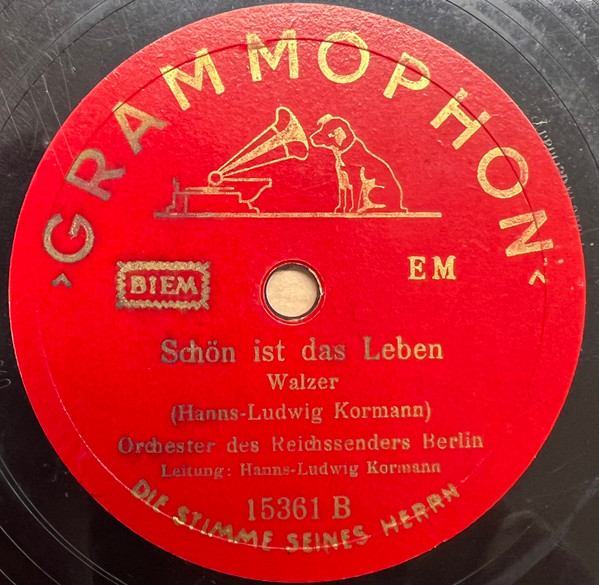 ›GRAMMOPHON‹
BIEM
EM
Schön ist das Leben
Walzer
(Hanns-Ludwig Kormann)
Orchester des Reichssenders Berlin
Leitung: Hanns-Ludwig Kormann
15361 B
DIE STIMME SEINES HERRN